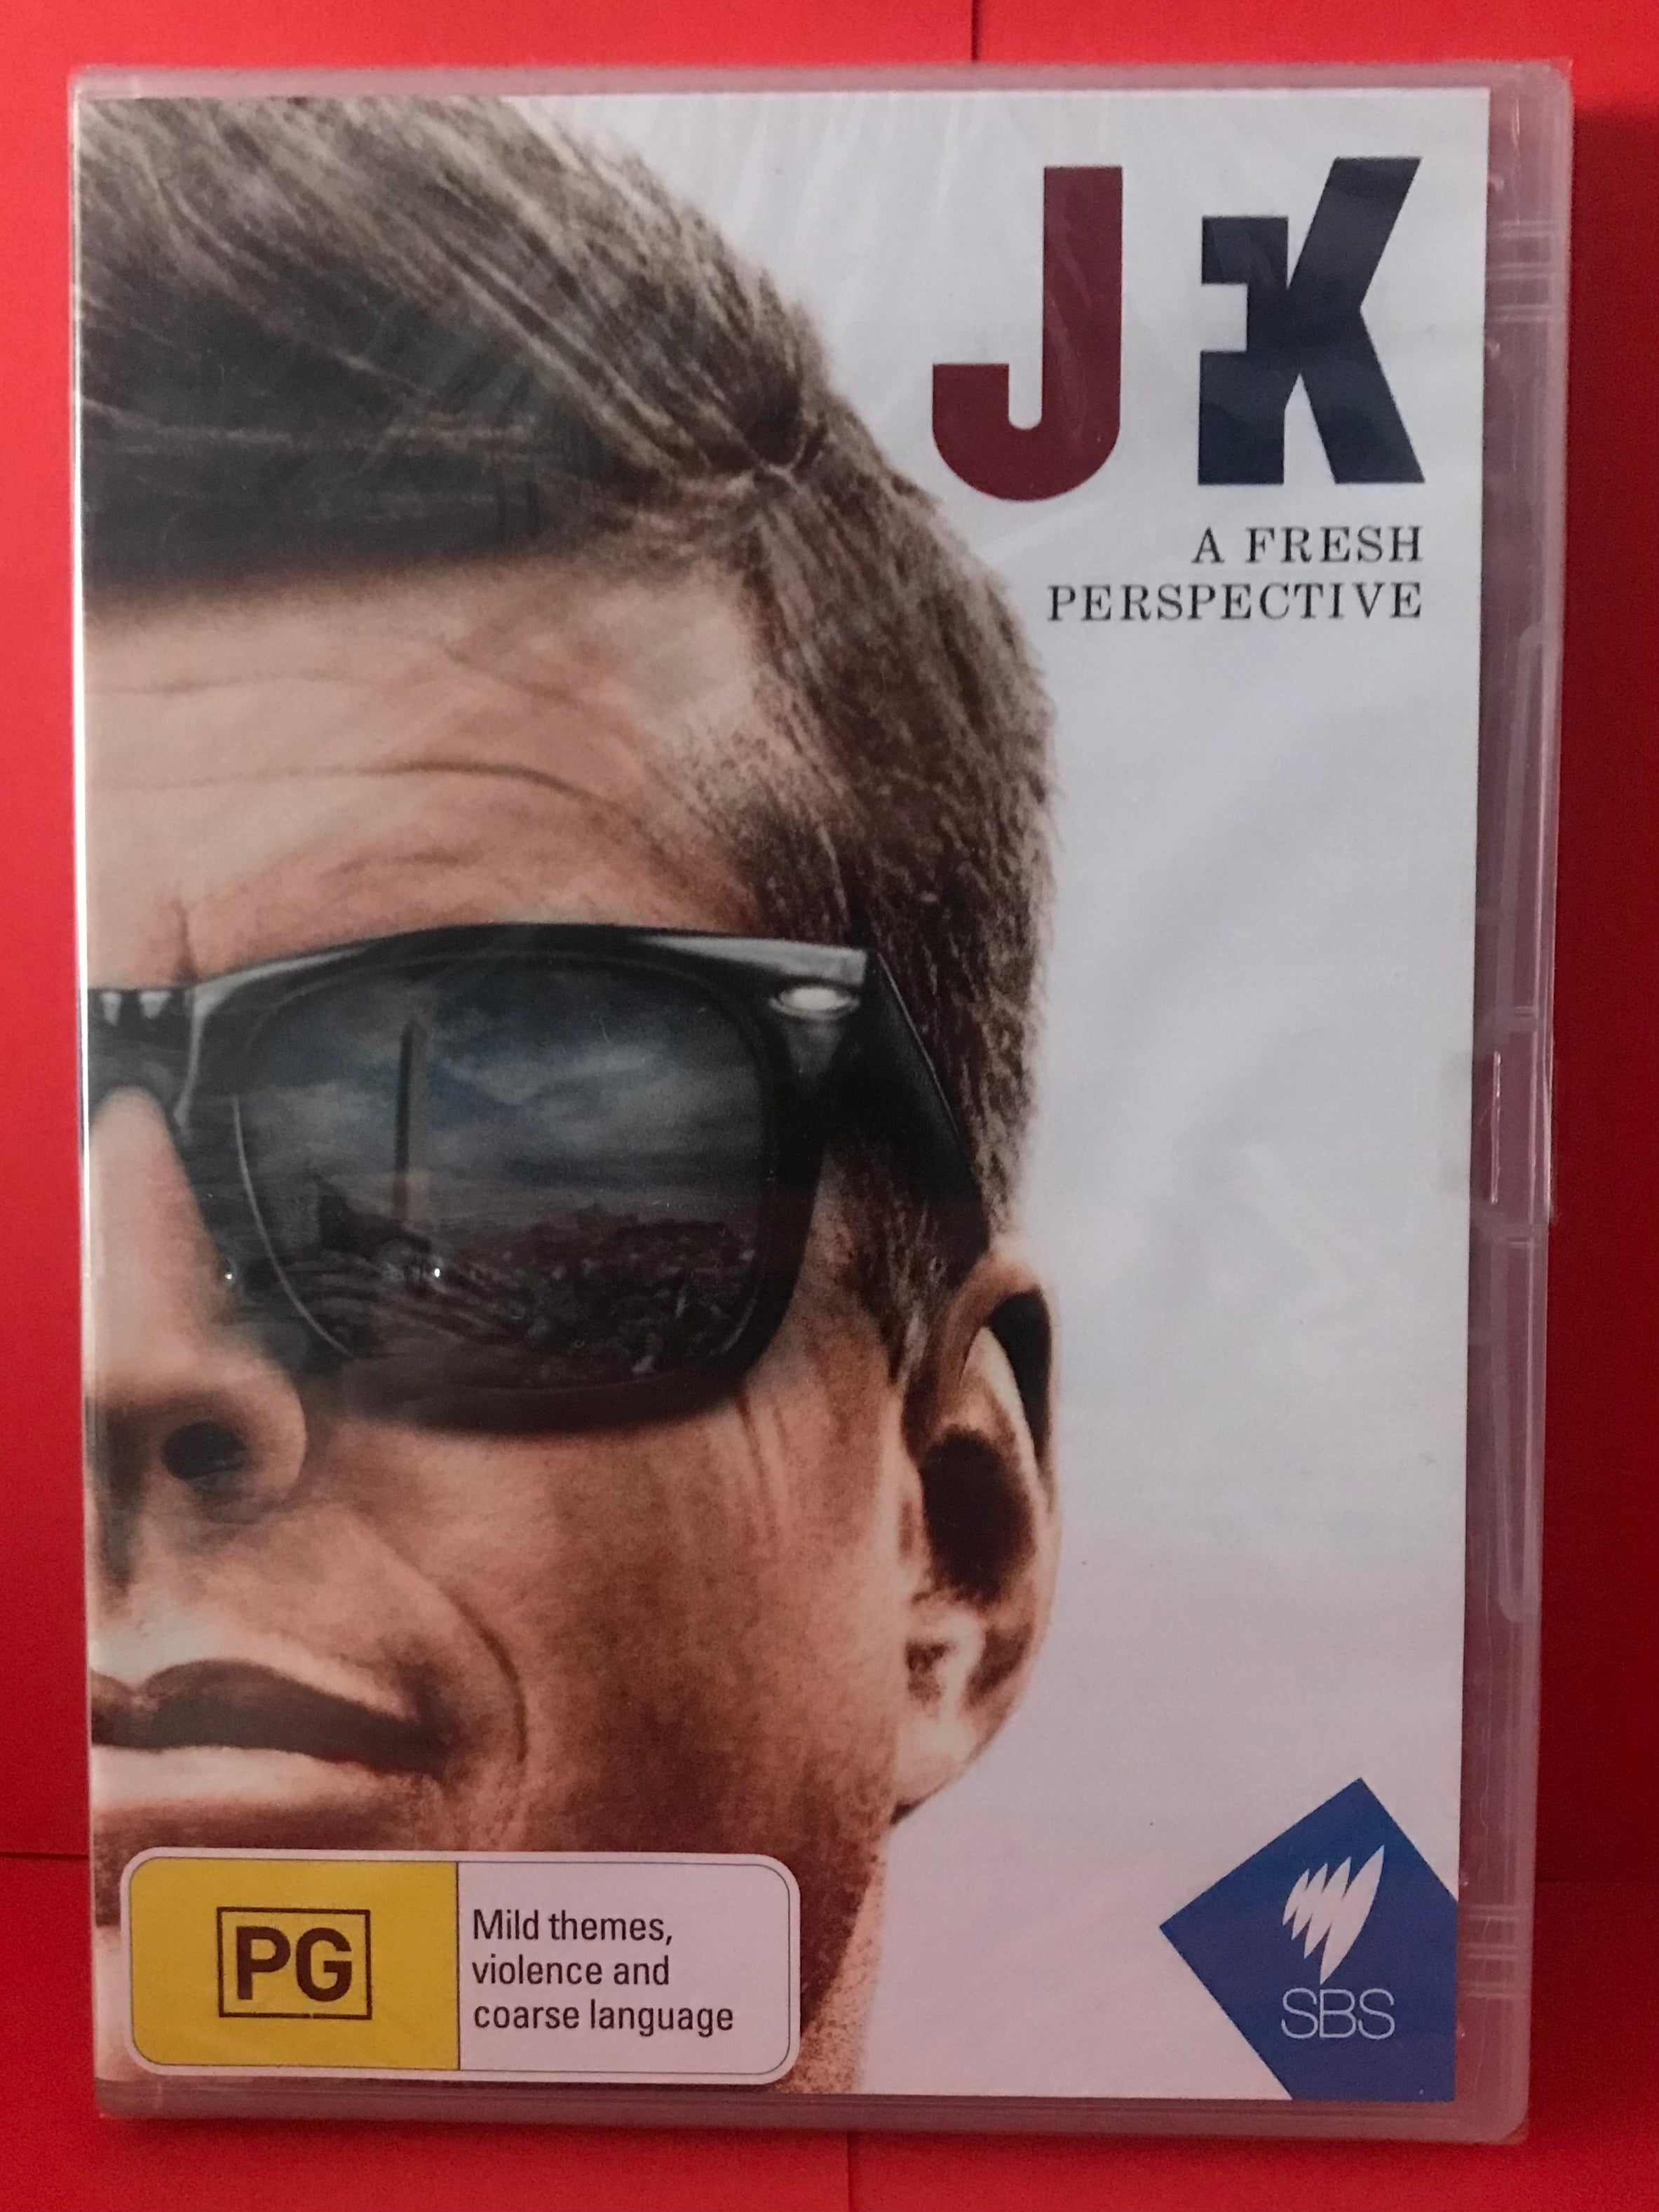 JFK
A FRESH
PERSPECTIVE
PG
Mild themes,
violence and
coarse language
SBS